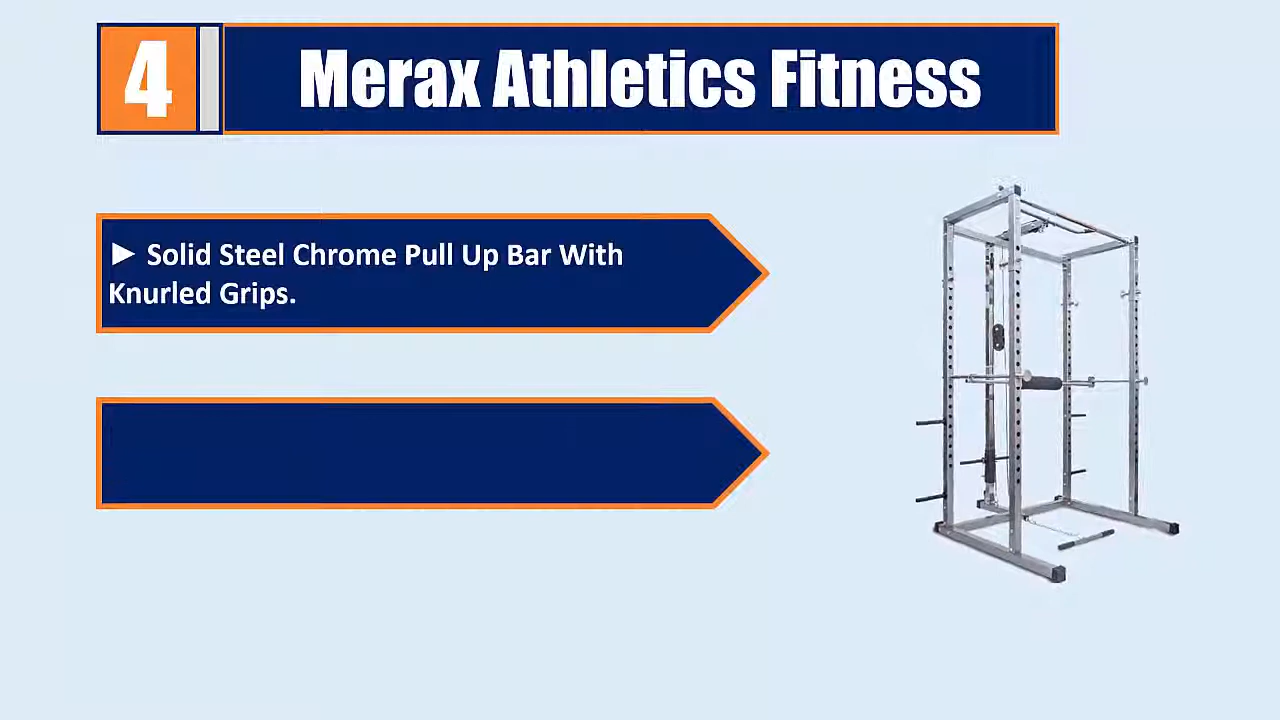 4
Merax Athletics Fitness
► Solid Steel Chrome Pull Up Bar With
Knurled Grips.